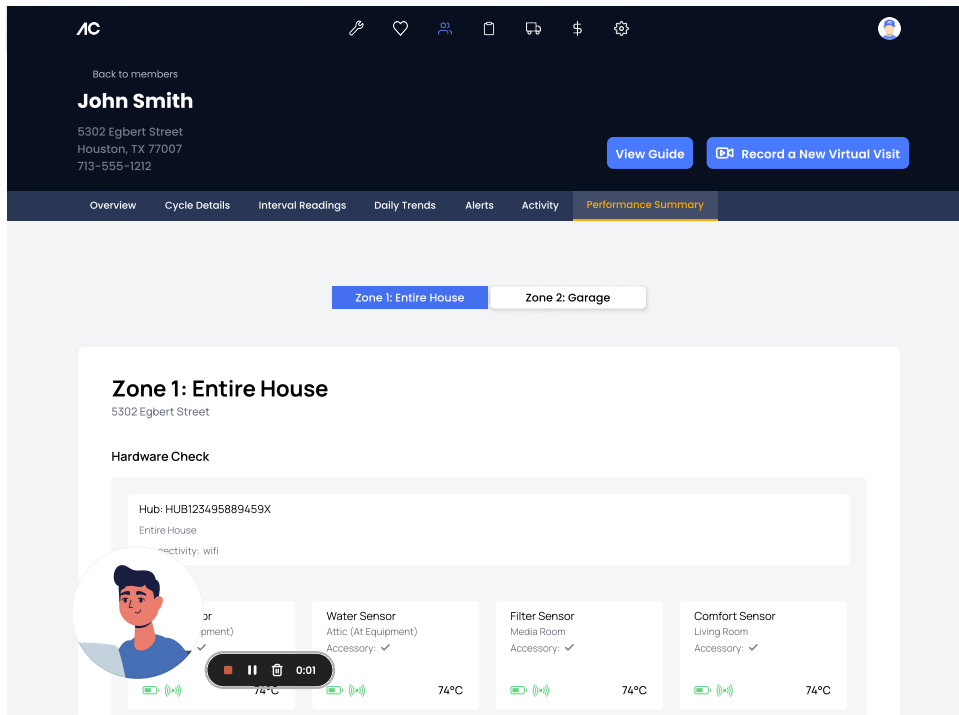 AC
Back to members
John Smith
5302 Egbert Street
Houston, TX 77007
713-555-1212
View Guide
Record a New Virtual Visit
Overview
Cycle Details
Interval Readings
Daily Trends
Alerts
Activity
Performance Summary
Zone 1: Entire House
Zone 2: Garage
Zone 1: Entire House
5302 Egbert Street
Hardware Check
Hub: HUB123495889459X
Entire House
ectivity: wifi
or
pment)
74°C
Water Sensor
Attic (At Equipment)
Accessory:
74°C
Filter Sensor
Media Room
Accessory:
74°C
Comfort Sensor
Living Room
Accessory:
74°C
0:01